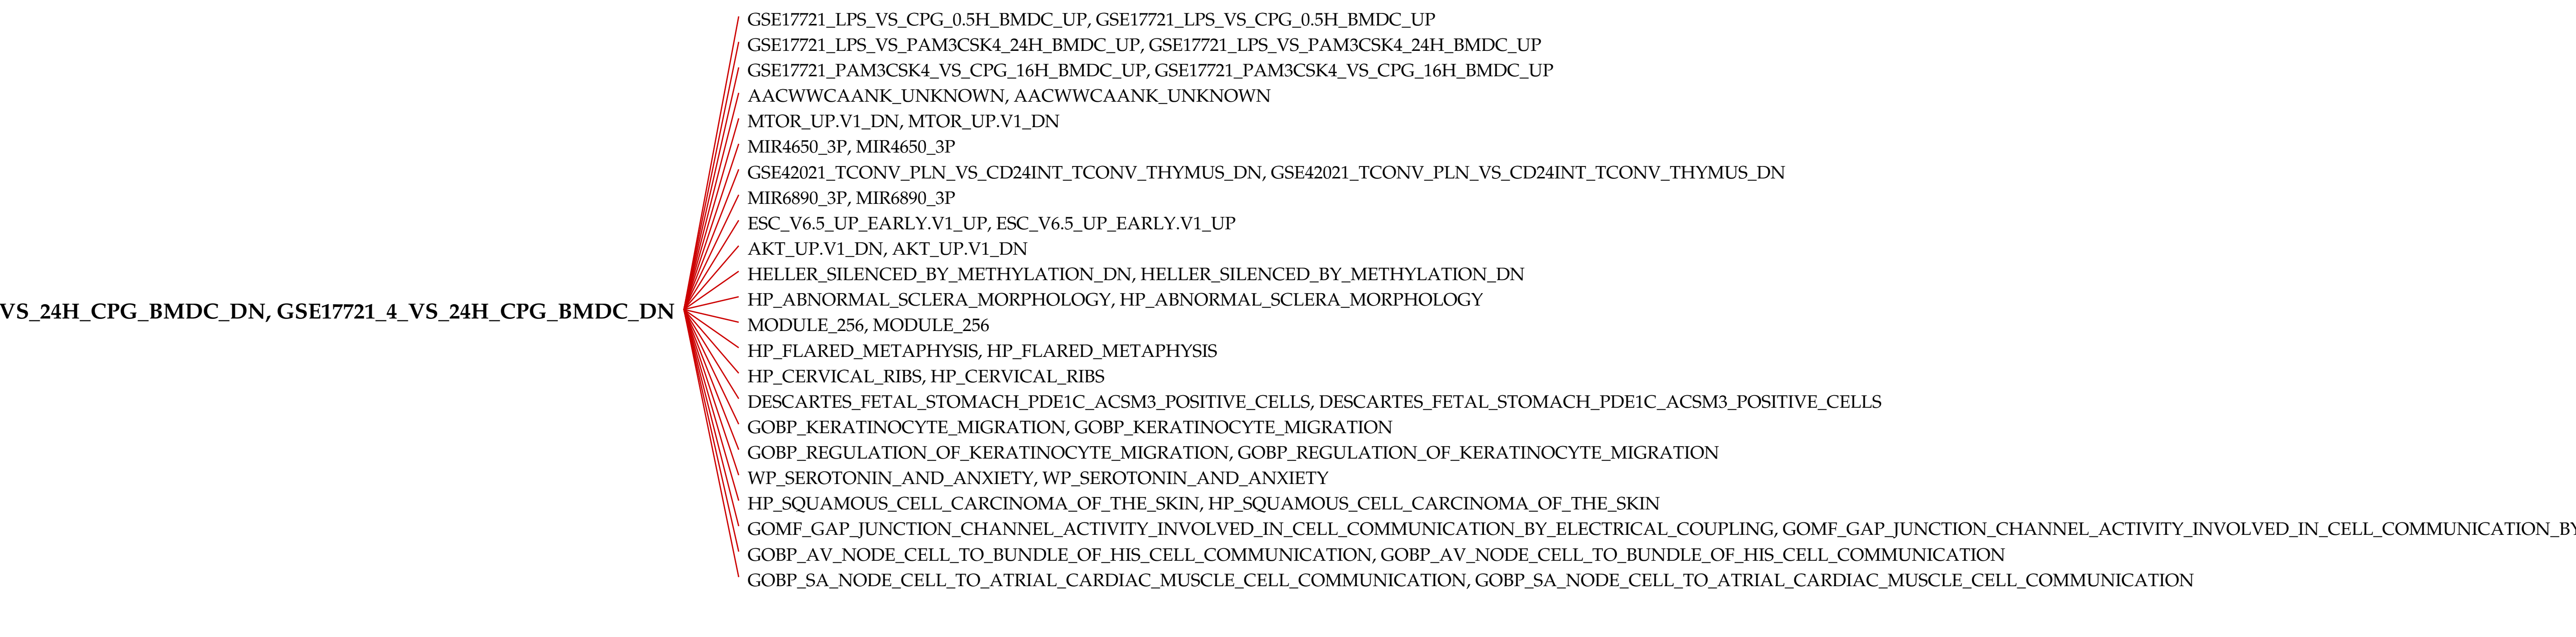 GSE17721_LPS_VS_CPG_0.5H_BMDC_UP, GSE17721_LPS_VS_CPG_0.5H_BMDC_UP
GSE17721_LPS_VS_PAM3CSK4_24H_BMDC_UP, GSE17721_LPS_VS_PAM3CSK4_24H_BMDC_UP
GSE17721_PAM3CSK4_VS_CPG_16H_BMDC_UP, GSE17721_PAM3CSK4_VS_CPG_16H_BMDC_UP
AACWWCAANK_UNKNOWN, AACWWCAANK_UNKNOWN
MTOR_UP.V1_DN, MTOR_UP.V1_DN
MIR4650_3P, MIR4650_3P
GSE42021_TCONV_PLN_VS_CD24INT_TCONV_THYMUS_DN, GSE42021_TCONV_PLN_VS_CD24INT_TCONV_THYMUS_DN
MIR6890_3P, MIR6890_3P
ESC_V6.5_UP_EARLY.V1_UP, ESC_V6.5_UP_EARLY.V1_UP
AKT_UP.V1_DN, AKT_UP.V1_DN
HELLER_SILENCED_BY_METHYLATION_DN, HELLER_SILENCED_BY_METHYLATION_DN
HP_ABNORMAL_SCLERA_MORPHOLOGY, HP_ABNORMAL_SCLERA_MORPHOLOGY
VS_24H_CPG_BMDC_DN, GSE17721_4_VS_24H_CPG_BMDC_DN
MODULE_256, MODULE_256
HP_FLARED_METAPHYSIS, HP_FLARED_METAPHYSIS
HP_CERVICAL_RIBS, HP_CERVICAL_RIBS
DESCARTES_FETAL_STOMACH_PDE1C_ACSM3_POSITIVE_CELLS, DESCARTES_FETAL_STOMACH_PDE1C_ACSM3_POSITIVE_CELLS
GOBP_KERATINOCYTE_MIGRATION, GOBP_KERATINOCYTE_MIGRATION
GOBP_REGULATION_OF_KERATINOCYTE_MIGRATION, GOBP_REGULATION_OF_KERATINOCYTE_MIGRATION
WP_SEROTONIN_AND_ANXIETY, WP_SEROTONIN_AND_ANXIETY
HP_SQUAMOUS_CELL_CARCINOMA_OF_THE_SKIN, HP_SQUAMOUS_CELL_CARCINOMA_OF_THE_SKIN
GOMF_GAP_JUNCTION_CHANNEL_ACTIVITY_INVOLVED_IN_CELL_COMMUNICATION_BY_ELECTRICAL_COUPLING, GOMF_GAP_JUNCTION_CHANNEL_ACTIVITY_INVOLVED_IN_CELL_COMMUNICATION_BY
GOBP_AV_NODE_CELL_TO_BUNDLE_OF_HIS_CELL_COMMUNICATION, GOBP_AV_NODE_CELL_TO_BUNDLE_OF_HIS_CELL_COMMUNICATION
GOBP_SA_NODE_CELL_TO_ATRIAL_CARDIAC_MUSCLE_CELL_COMMUNICATION, GOBP_SA_NODE_CELL_TO_ATRIAL_CARDIAC_MUSCLE_CELL_COMMUNICATION